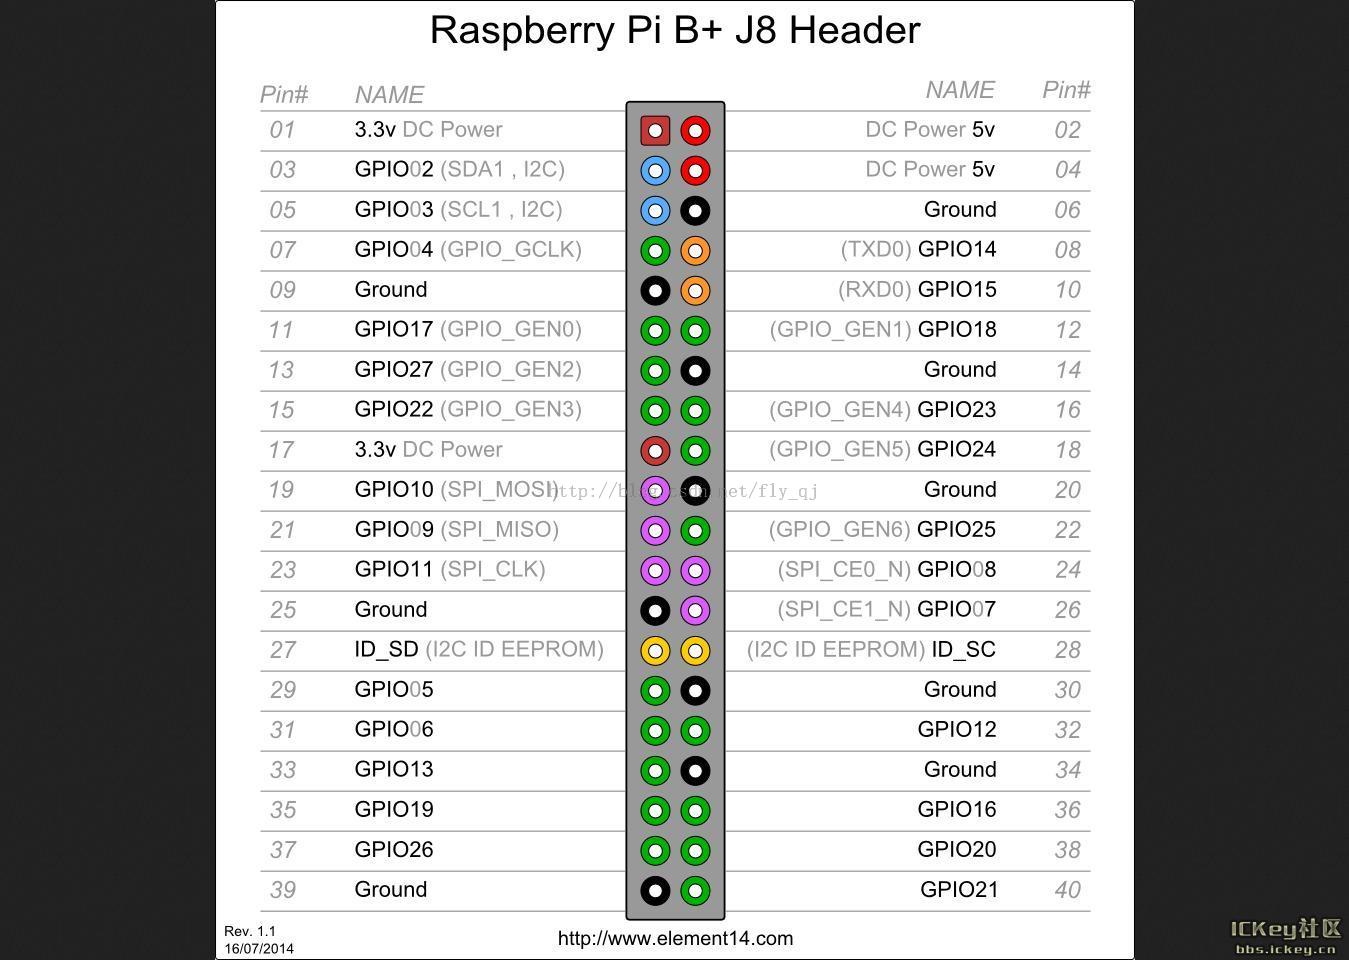 Raspberry Pi B+ J8 Header
Pin# NAME NAME Pin#
01 3.3v DC Power DC Power 5v 02
03 GPIO02 (SDA1 , I2C) DC Power 5v 04
05 GPIO03 (SCL1 , I2C) Ground 06
07 GPIO04 (GPIO_GCLK) (TXD0) GPIO14 08
09 Ground (RXD0) GPIO15 10
11 GPIO17 (GPIO_GEN0) (GPIO_GEN1) GPIO18 12
13 GPIO27 (GPIO_GEN2) Ground 14
15 GPIO22 (GPIO_GEN3) (GPIO_GEN4) GPIO23 16
17 3.3v DC Power (GPIO_GEN5) GPIO24 18
19 GPIO10 (SPI_MOSI) http://blog.csdn.net/fly_qj Ground 20
21 GPIO09 (SPI_MISO) (GPIO_GEN6) GPIO25 22
23 GPIO11 (SPI_CLK) (SPI_CE0_N) GPIO08 24
25 Ground (SPI_CE1_N) GPIO07 26
27 ID_SD (I2C ID EEPROM) (I2C ID EEPROM) ID_SC 28
29 GPIO05 Ground 30
31 GPIO06 GPIO12 32
33 GPIO13 Ground 34
35 GPIO19 GPIO16 36
37 GPIO26 GPIO20 38
39 Ground GPIO21 40
Rev. 1.1
16/07/2014
http://www.element14.com
ICKey社区
bbs.ickey.cn